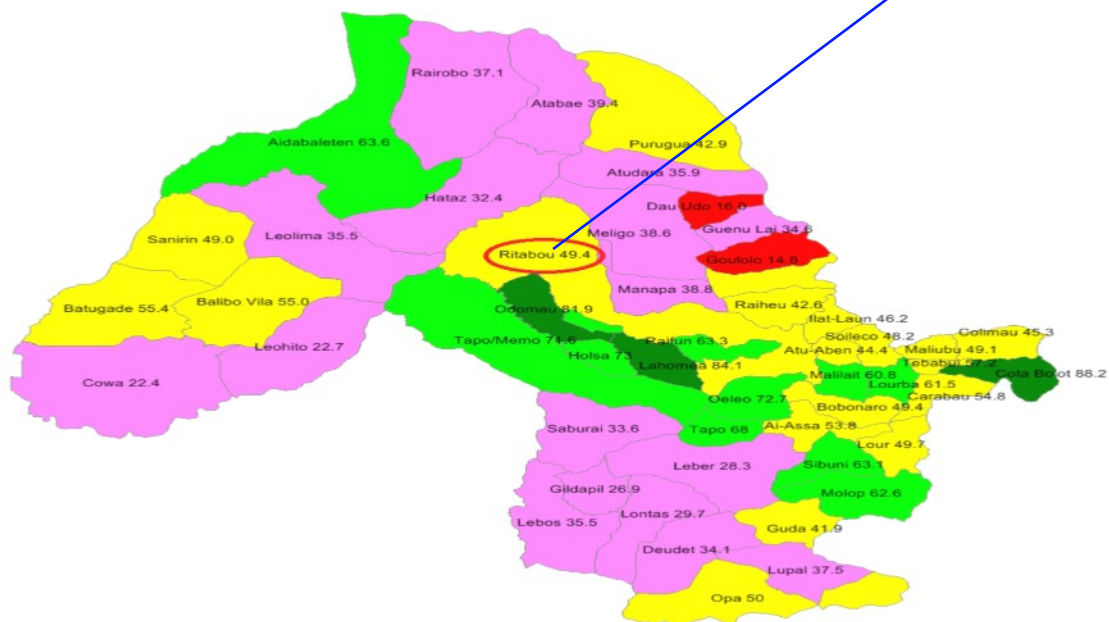 Rairobo 37.1
Atabae 39.4
Aidabaleten 63.6
Purugua 42.9
Atudara 35.9
Hataz 32.4
Dau Udo 16.0
Guenu Lai 34.6
Meligo 38.6
Leolima 35.5
Sanirin 49.0
Ritabou 49.4
Goulolo 14.8
Manapa 38.8
Batugade 55.4
Balibo Vila 55.0
Raiheu 42.6
Odomau 81.9
Ilat-Laun 46.2
Colimau 45.3
Soileco 48.2
Tapo/Memo 71.6
Raifun 63.3
Leohito 22.7
Atu-Aben 44.4
Maliubu 49.1
Holsa 73
Lahomea 84.1
Tebabui 57.2
Malilait 60.8
Cota Bo'ot 88.2
Cowa 22.4
Lourba 61.5
Carabau 54.8
Oeleo 72.7
Bobonaro 49.4
Saburai 33.6
Tapo 68
Ai-Assa 53.8
Lour 49.7
Leber 28.3
Sibuni 63.1
Gildapil 26.9
Molop 62.6
Lontas 29.7
Lebos 35.5
Guda 41.9
Deudet 34.1
Lupal 37.5
Opa 50